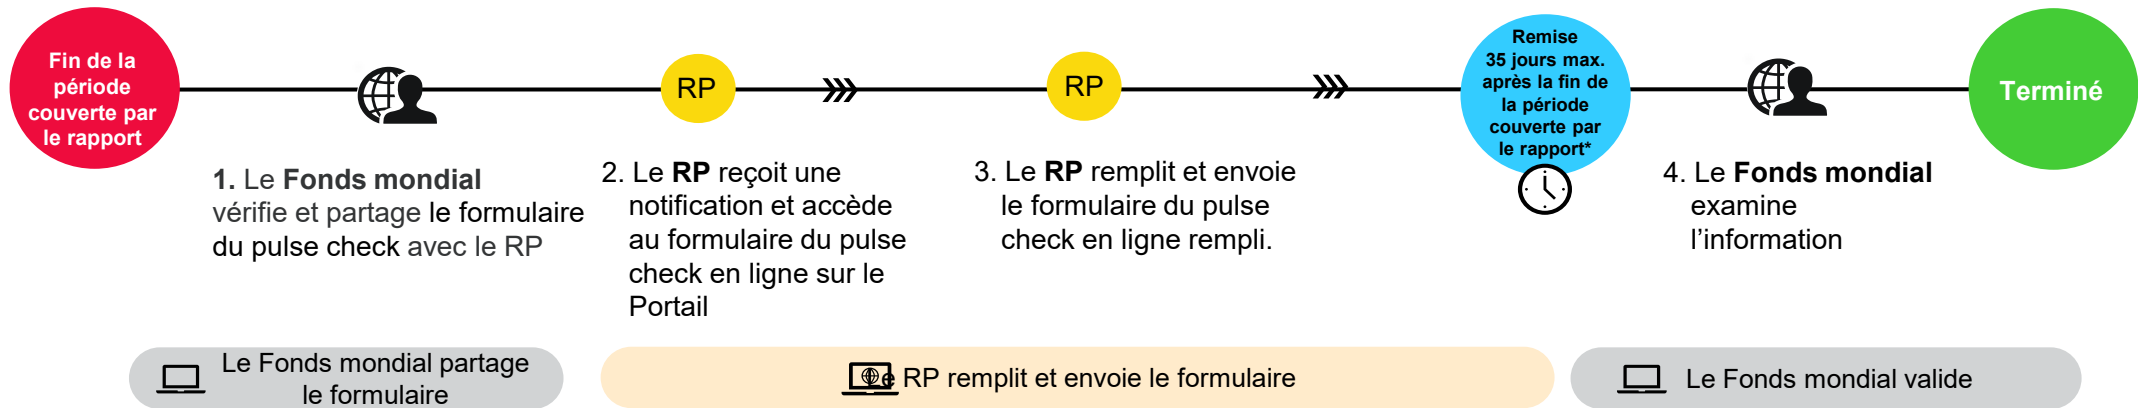 Fin de la
période
couverte par
le rapport
RP
RP
Remise
35 jours max.
après la fin de
la période
couverte par
le rapport*
Terminé
1. Le Fonds mondial
vérifie et partage le formulaire
du pulse check avec le RP
2. Le RP reçoit une
notification et accède
au formulaire du pulse
check en ligne sur le
Portail
3. Le RP remplit et envoie
le formulaire du pulse
check en ligne rempli.
4. Le Fonds mondial
examine
l'information
Le Fonds mondial partage
le formulaire
Le RP remplit et envoie le formulaire
Le Fonds mondial valide